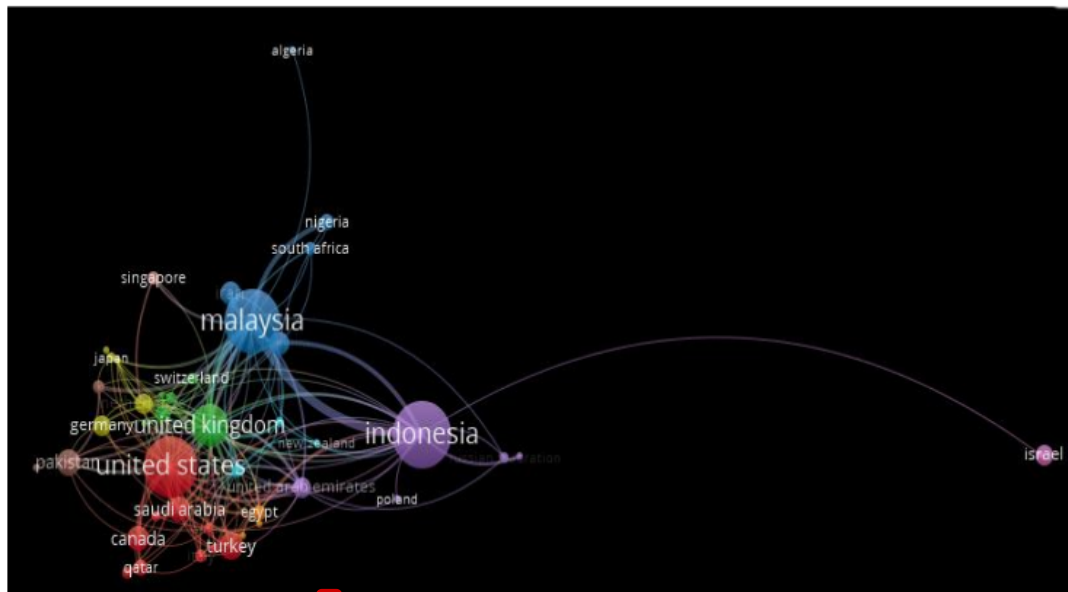 algeria
nigeria
south africa
singapore
malaysia
japan
switzerland
germany
united kingdom
indonesia
new zealand
israel
pakistan
united states
united arab emirates
poland
saudi arabia
egypt
canada
turkey
italy
qatar